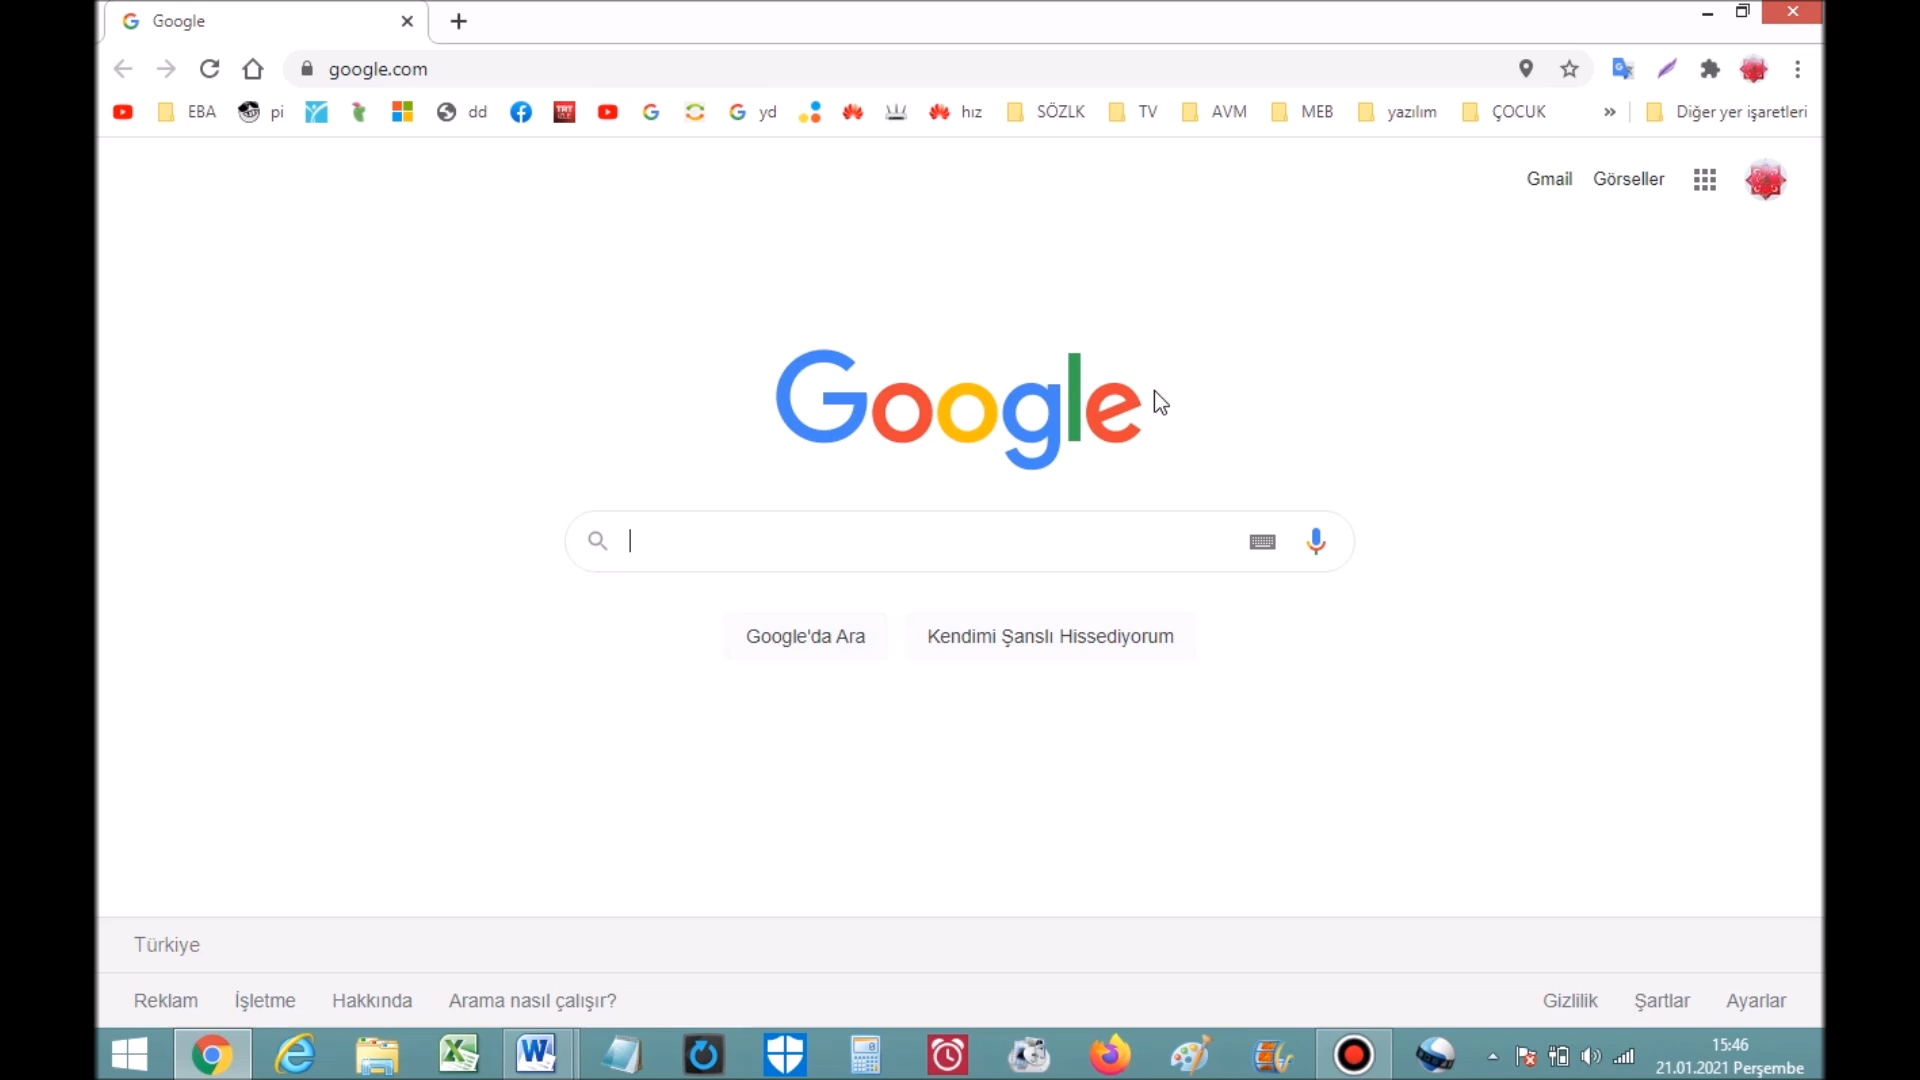 Google
google.com
EBA pi dd yd hız SÖZLK TV AVM MEB yazılım ÇOCUK » Diğer yer işaretleri
Gmail Görseller
Google
Google'da Ara Kendimi Şanslı Hissediyorum
Türkiye
Reklam İşletme Hakkında Arama nasıl çalışır? Gizlilik Şartlar Ayarlar
15:46
21.01.2021 Perşembe